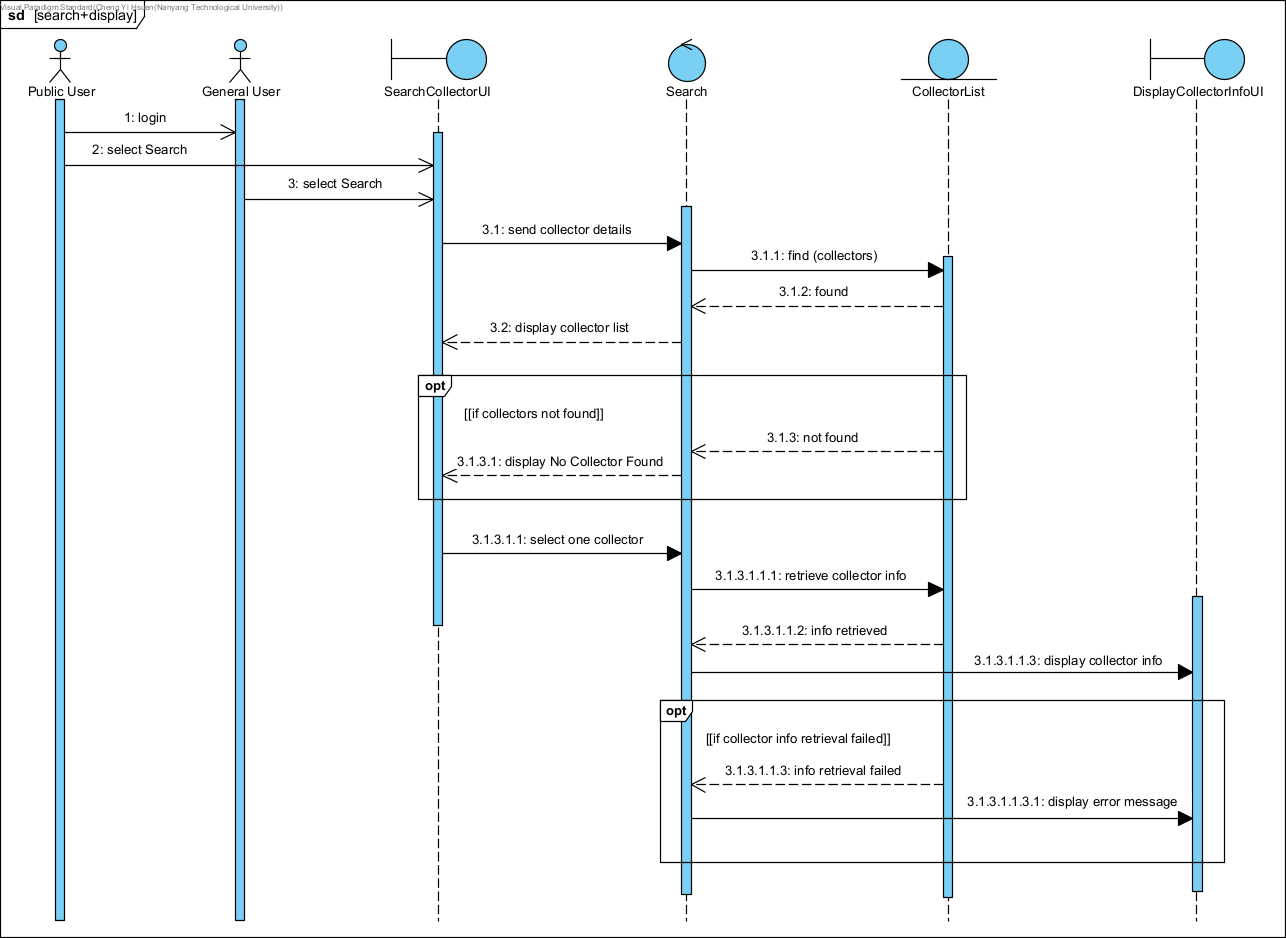 Visual Paradigm Standard(Cheng Yi Hsuen(Nanyang Technological University))
sd [search+display]
Public User
General User
SearchCollectorUI
Search
CollectorList
DisplayCollectorInfoUI
1: login
2: select Search
3: select Search
3.1: send collector details
3.1.1: find (collectors)
3.1.2: found
3.2: display collector list
opt
[[if collectors not found]]
3.1.3: not found
3.1.3.1: display No Collector Found
3.1.3.1.1: select one collector
3.1.3.1.1.1: retrieve collector info
3.1.3.1.1.2: info retrieved
3.1.3.1.1.3: display collector info
opt
[[if collector info retrieval failed]]
3.1.3.1.1.3: info retrieval failed
3.1.3.1.1.3.1: display error message